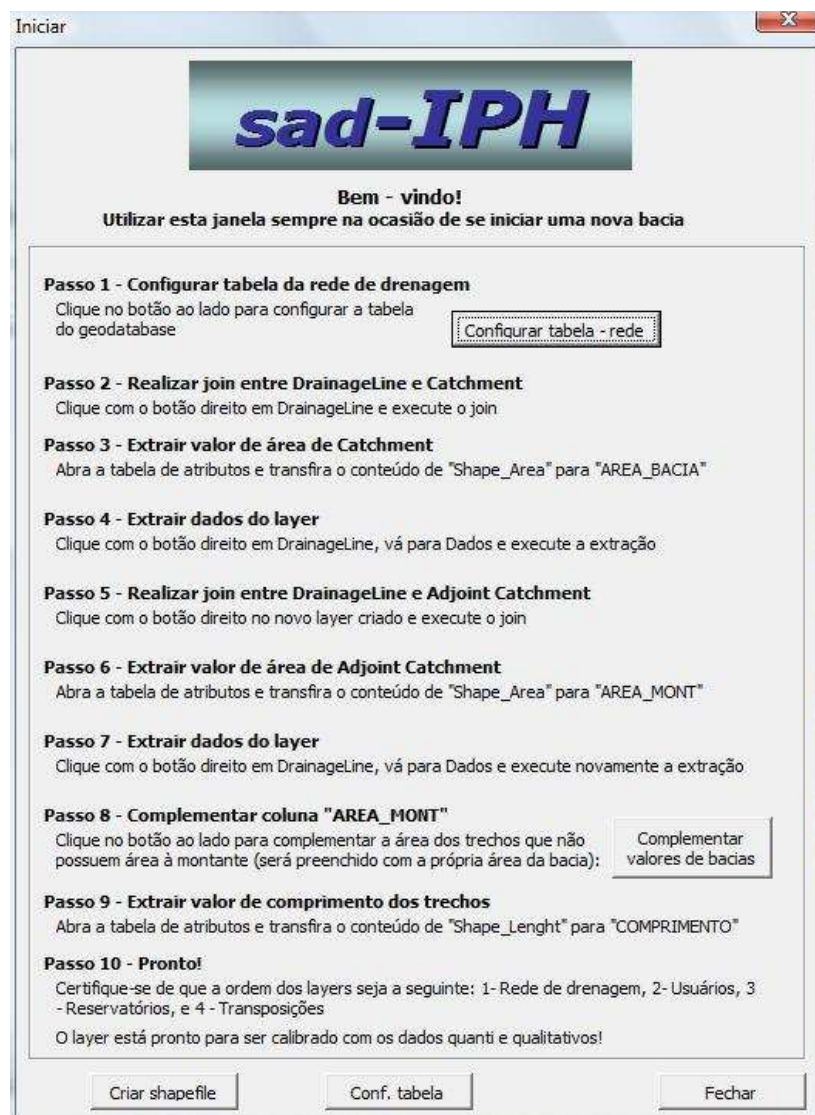 Iniciar
sad-IPH
Bem - vindo!
Utilizar esta janela sempre na ocasião de se iniciar uma nova bacia
Passo 1 - Configurar tabela da rede de drenagem
Clique no botão ao lado para configurar a tabela
do geodatabase
Configurar tabela - rede
Passo 2 - Realizar join entre DrainageLine e Catchment
Clique com o botão direito em DrainageLine e execute o join
Passo 3 - Extrair valor de área de Catchment
Abra a tabela de atributos e transfira o conteúdo de "Shape_Area" para "AREA_BACIA"
Passo 4 - Extrair dados do layer
Clique com o botão direito em DrainageLine, vá para Dados e execute a extração
Passo 5 - Realizar join entre DrainageLine e Adjoint Catchment
Clique com o botão direito no novo layer criado e execute o join
Passo 6 - Extrair valor de área de Adjoint Catchment
Abra a tabela de atributos e transfira o conteúdo de "Shape_Area" para "AREA_MONT"
Passo 7 - Extrair dados do layer
Clique com o botão direito em DrainageLine, vá para Dados e execute novamente a extração
Passo 8 - Complementar coluna "AREA_MONT"
Clique no botão ao lado para complementar a área dos trechos que não
possuem área à montante (será preenchido com a própria área da bacia):
Complementar
valores de bacias
Passo 9 - Extrair valor de comprimento dos trechos
Abra a tabela de atributos e transfira o conteúdo de "Shape_Lenght" para "COMPRIMENTO"
Passo 10 - Pronto!
Certifique-se de que a ordem dos layers seja a seguinte: 1- Rede de drenagem, 2- Usuários, 3
- Reservatórios, e 4 - Transposições
O layer está pronto para ser calibrado com os dados quanti e qualitativos!
Criar shapefile
Conf. tabela
Fechar